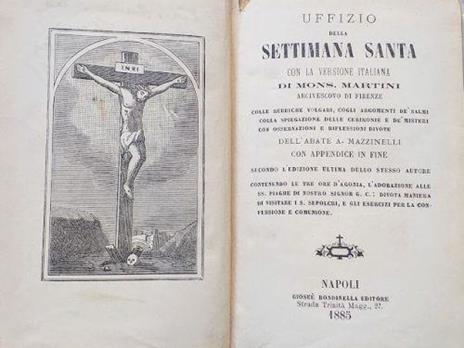 INRI
UFFIZIO
DELLA
SETTIMANA SANTA
CON LA VERSIONE ITALIANA
DI MONS. MARTINI
ARCIVESCOVO DI FIRENZE
COLLE RUBRICHE VOLGARI, COGLI ARGOMENTI DE' SALMI
COLLA SPIEGAZIONE DELLE CERIMONIE E DE' MISTERI
CON OSSERVAZIONI E RIFLESSIONI DIVOTE
DELL'ABATE A. MAZZINELLI
CON APPENDICE IN FINE
SECONDO L'EDIZIONE ULTIMA DELLO STESSO AUTORE
CONTENENDO LE TRE ORE D'AGONIA, L'ADORAZIONE ALLE
SS. PIAGHE DI NOSTRO SIGNOR G. C.: DIVOTA MANIERA
DI VISITARE I S. SEPOLCRI, E GLI ESERCIZI PER LA CON-
VERSIONE E COMUNIONE.
NAPOLI
GIOSUÈ RONDINELLA EDITORE
Strada Trinità Magg., 27.
1885